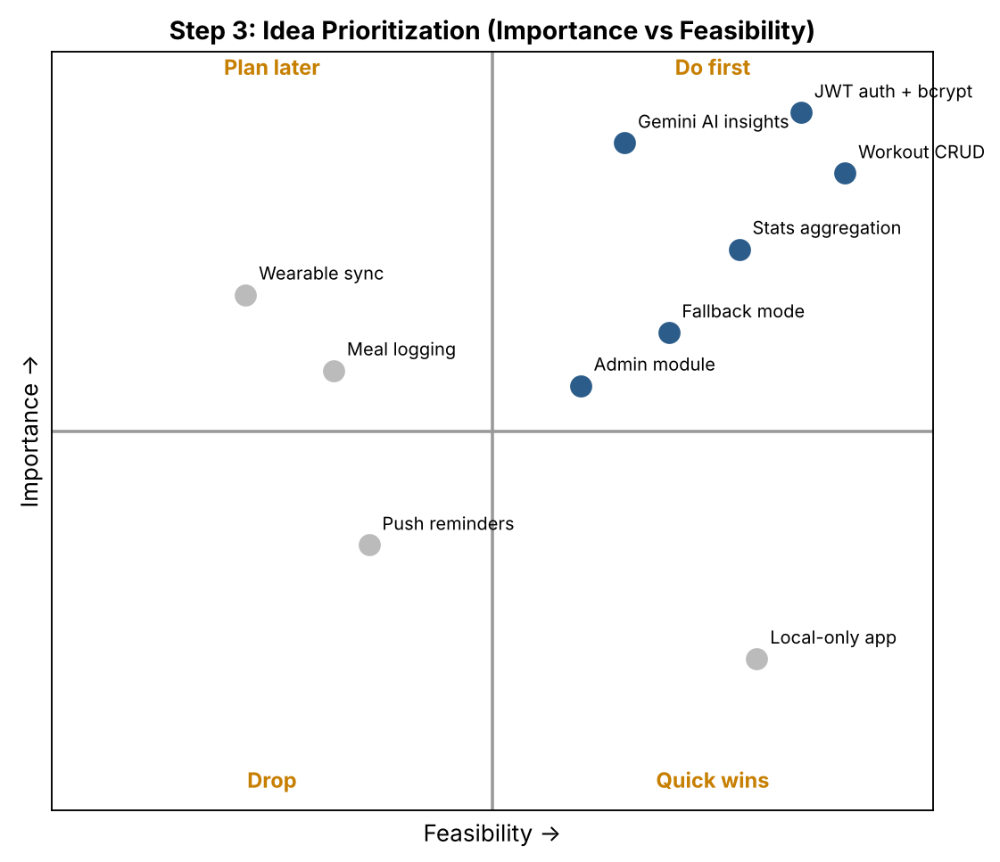 Step 3: Idea Prioritization (Importance vs Feasibility)
Plan later
Do first
JWT auth + bcrypt
Gemini AI insights
Workout CRUD
Stats aggregation
Wearable sync
Fallback mode
Meal logging
Admin module
Importance →
Push reminders
Local-only app
Drop
Quick wins
Feasibility →